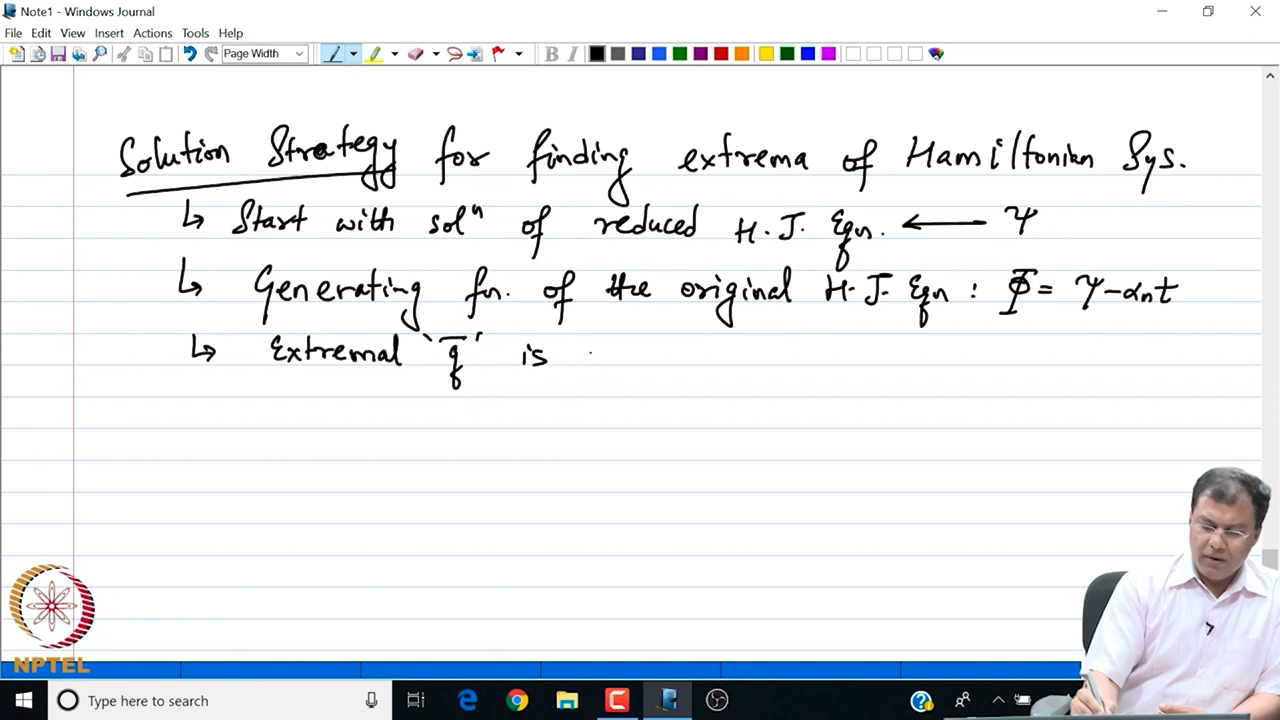 Note1 - Windows Journal
File Edit View Insert Actions Tools Help
Page Width
B I
Solution Strategy for finding extrema of Hamiltonian Sys.
↳ Start with solⁿ of reduced H.J. Eqn. ⟵ Ψ
↳ Generating fn. of the original H.J. Eqn : Φ = Ψ-αₙt
↳ Extremal `q̅' is
NPTEL
Type here to search